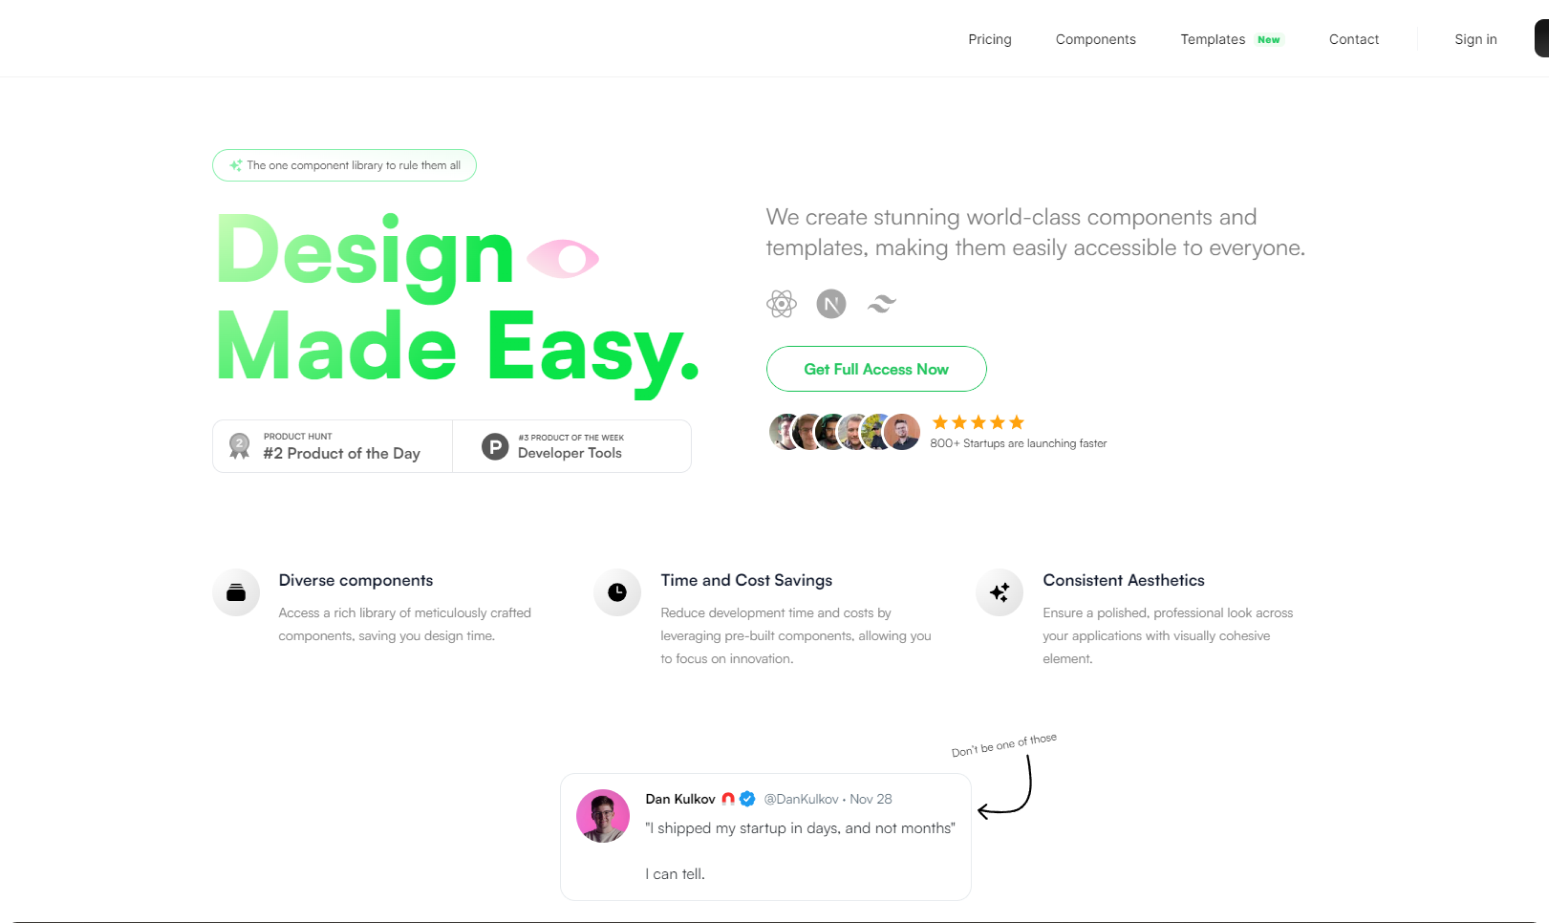 Pricing Components Templates New Contact Sign in
The one component library to rule them all
Design
Made Easy.
We create stunning world-class components and
templates, making them easily accessible to everyone.
N
Get Full Access Now
800+ Startups are launching faster
2
PRODUCT HUNT
#2 Product of the Day
P
#3 PRODUCT OF THE WEEK
Developer Tools
Diverse components
Access a rich library of meticulously crafted
components, saving you design time.
Time and Cost Savings
Reduce development time and costs by
leveraging pre-built components, allowing you
to focus on innovation.
Consistent Aesthetics
Ensure a polished, professional look across
your applications with visually cohesive
element.
Don't be one of those
Dan Kulkov @DanKulkov · Nov 28
"I shipped my startup in days, and not months"
I can tell.